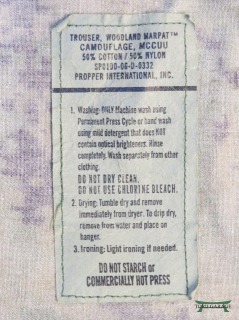 TROUSER, WOODLAND MARPAT™
CAMOUFLAGE, MCCUU
50% COTTON / 50% NYLON
SP0100-06-D-0332
PROPPER INTERNATIONAL, INC.
1. Washing: ONLY Machine wash using
Permanent Press Cycle or hand wash
using mild detergent that does NOT
contain optical brighteners. Rinse
completely. Wash separately from other
clothing.
DO NOT DRY CLEAN.
DO NOT USE CHLORINE BLEACH.
2. Drying: Tumble dry and remove
immediately from dryer. To drip dry,
remove from water and place on
hanger.
3. Ironing: Light ironing if needed.
DO NOT STARCH or
COMMERCIALLY HOT PRESS